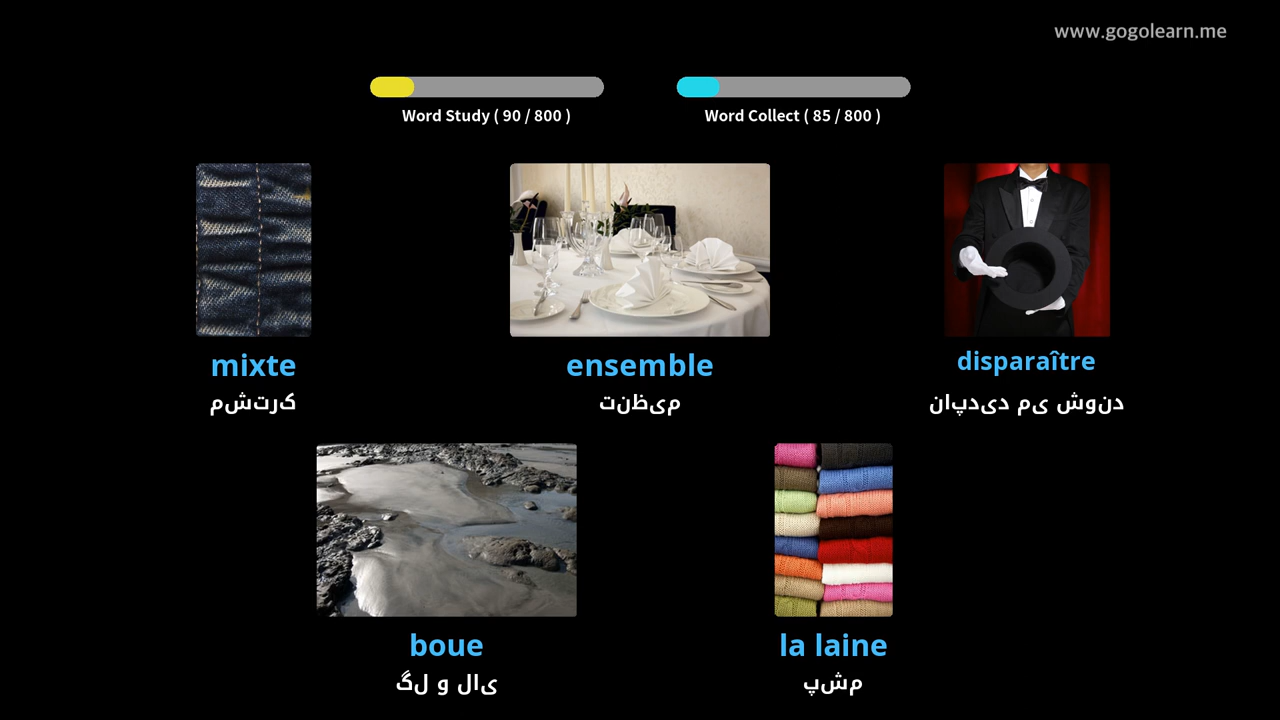 www.gogolearn.me
Word Study ( 90 / 800 )
Word Collect ( 85 / 800 )
mixte
کرتشم
ensemble
میظنت
disparaître
دنوش یم دیدپان
boue
یال و لگ
la laine
مشپ